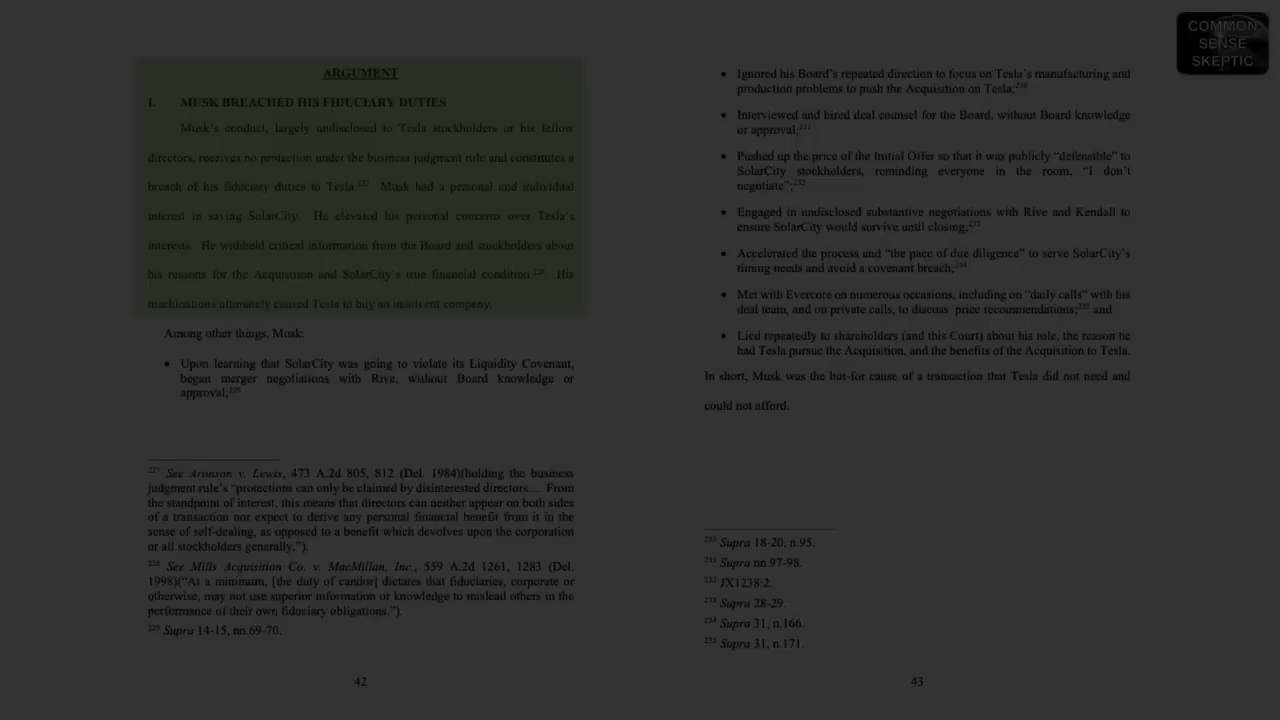 COMMON
SENSE
SKEPTIC
ARGUMENT
I. MUSK BREACHED HIS FIDUCIARY DUTIES
Musk's conduct, largely undisclosed to Tesla stockholders or his fellow
directors, receives no protection under the business judgment rule and constitutes a
breach of his fiduciary duties to Tesla.227 Musk had a personal and individual
interest in saving SolarCity. He elevated his personal concerns over Tesla's
interests. He withheld critical information from the Board and stockholders about
his reasons for the Acquisition and SolarCity's true financial condition.228 His
machinations ultimately caused Tesla to buy an insolvent company.
Among other things, Musk:
• Upon learning that SolarCity was going to violate its Liquidity Covenant,
began merger negotiations with Rive, without Board knowledge or
approval;229
227 See Aronson v. Lewis, 473 A.2d 805, 812 (Del. 1984)(holding the business
judgment rule's "protections can only be claimed by disinterested directors.... From
the standpoint of interest, this means that directors can neither appear on both sides
of a transaction nor expect to derive any personal financial benefit from it in the
sense of self-dealing, as opposed to a benefit which devolves upon the corporation
or all stockholders generally.").
228 See Mills Acquisition Co. v. MacMillan, Inc., 559 A.2d 1261, 1283 (Del.
1998)("At a minimum, [the duty of candor] dictates that fiduciaries, corporate or
otherwise, may not use superior information or knowledge to mislead others in the
performance of their own fiduciary obligations.").
229 Supra 14-15, nn.69-70.
42
• Ignored his Board's repeated direction to focus on Tesla's manufacturing and
production problems to push the Acquisition on Tesla;230
• Interviewed and hired deal counsel for the Board, without Board knowledge
or approval;231
• Pushed up the price of the Initial Offer so that it was publicly "defensible" to
SolarCity stockholders, reminding everyone in the room, "I don't
negotiate";232
• Engaged in undisclosed substantive negotiations with Rive and Kendall to
ensure SolarCity would survive until closing;233
• Accelerated the process and "the pace of due diligence" to serve SolarCity's
timing needs and avoid a covenant breach;234
• Met with Evercore on numerous occasions, including on "daily calls" with his
deal team, and on private calls, to discuss price recommendations;235 and
• Lied repeatedly to shareholders (and this Court) about his role, the reason he
had Tesla pursue the Acquisition, and the benefits of the Acquisition to Tesla.
In short, Musk was the but-for cause of a transaction that Tesla did not need and
could not afford.
230 Supra 18-20, n.95.
231 Supra nn.97-98.
232 JX1238:2.
233 Supra 28-29.
234 Supra 31, n.166.
235 Supra 31, n.171.
43